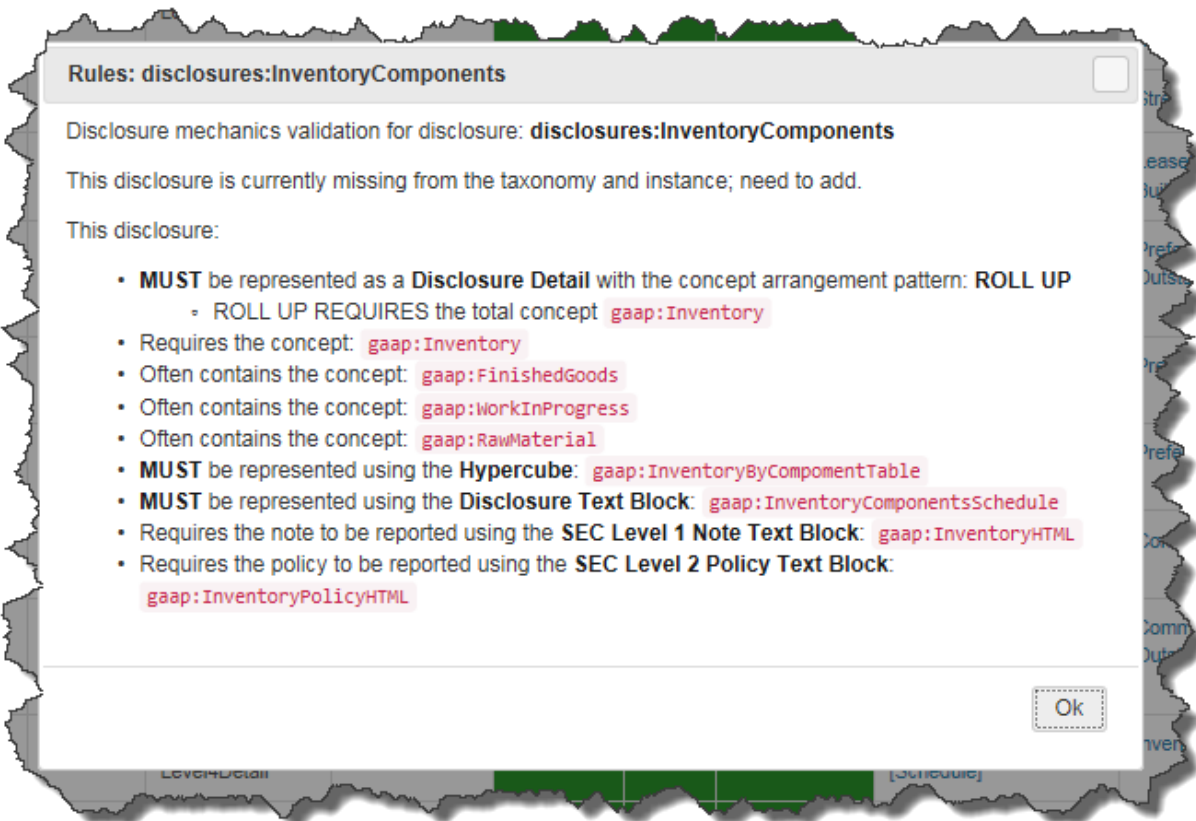 Rules: disclosures:InventoryComponents
Disclosure mechanics validation for disclosure: disclosures:InventoryComponents
This disclosure is currently missing from the taxonomy and instance; need to add.
This disclosure:
• MUST be represented as a Disclosure Detail with the concept arrangement pattern: ROLL UP
◦ ROLL UP REQUIRES the total concept gaap:Inventory
• Requires the concept: gaap:Inventory
• Often contains the concept: gaap:FinishedGoods
• Often contains the concept: gaap:WorkInProgress
• Often contains the concept: gaap:RawMaterial
• MUST be represented using the Hypercube: gaap:InventoryByCompomentTable
• MUST be represented using the Disclosure Text Block: gaap:InventoryComponentsSchedule
• Requires the note to be reported using the SEC Level 1 Note Text Block: gaap:InventoryHTML
• Requires the policy to be reported using the SEC Level 2 Policy Text Block:
gaap:InventoryPolicyHTML
Ok
Level4Detail
[Schedule]